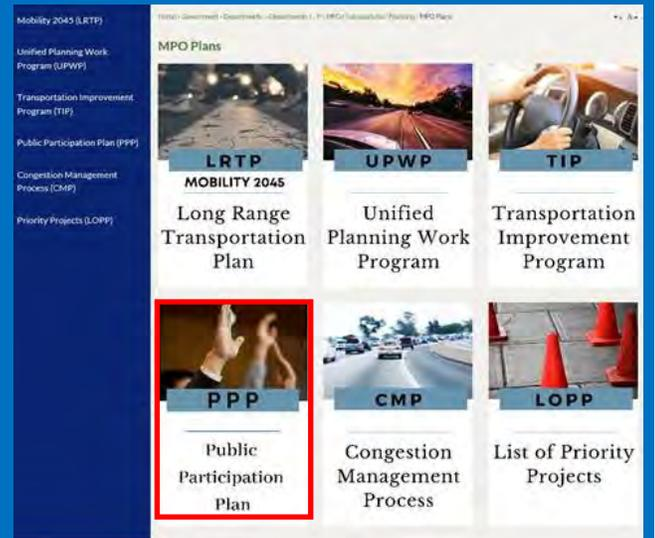 Mobility 2045 (LRTP)
Unified Planning Work
Program (UPWP)
Transportation Improvement
Program (TIP)
Public Participation Plan (PPP)
Congestion Management
Process (CMP)
Priority Projects (LOPP)
MPO Plans
LRTP
MOBILITY 2045
Long Range
Transportation
Plan
UPWP
Unified
Planning Work
Program
TIP
Transportation
Improvement
Program
PPP
Public
Participation
Plan
CMP
Congestion
Management
Process
LOPP
List of Priority
Projects